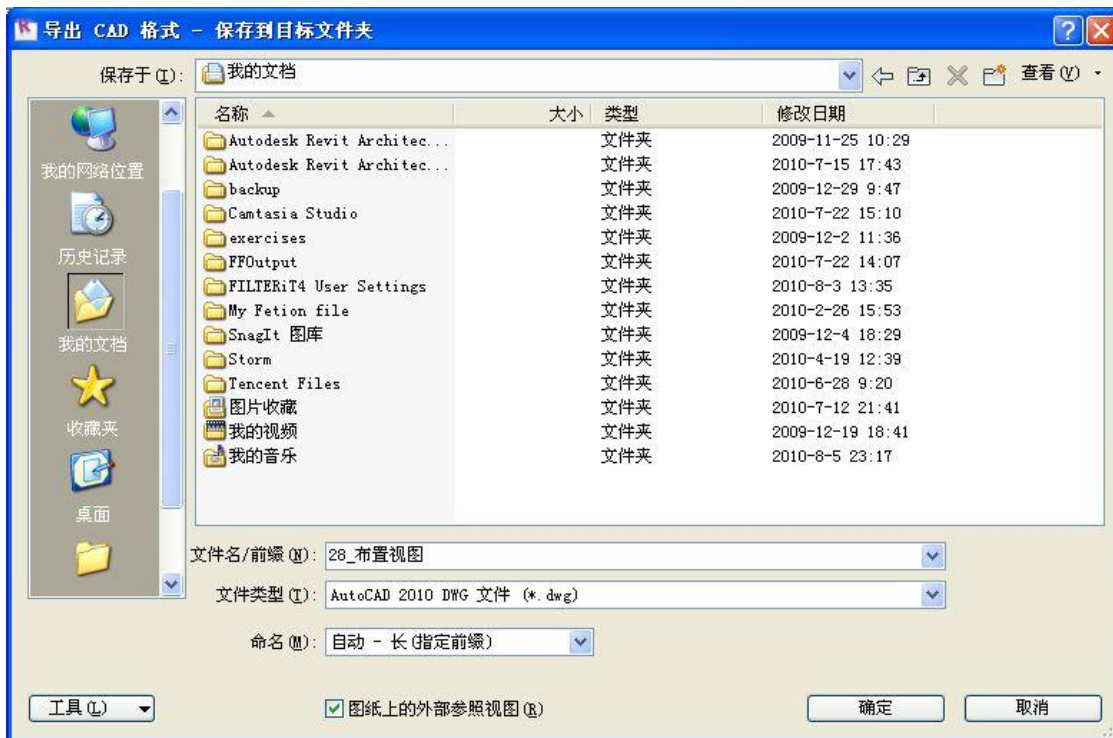 导出 CAD 格式 - 保存到目标文件夹
保存于(I): 我的文档 查看(V)
名称 大小 类型 修改日期
Autodesk Revit Architec... 文件夹 2009-11-25 10:29
Autodesk Revit Architec... 文件夹 2010-7-15 17:43
backup 文件夹 2009-12-29 9:47
Camtasia Studio 文件夹 2010-7-22 15:10
exercises 文件夹 2009-12-2 11:36
FFOutput 文件夹 2010-7-22 14:07
FILTERiT4 User Settings 文件夹 2010-8-3 13:35
My Fetion file 文件夹 2010-2-26 15:53
SnagIt 图库 文件夹 2009-12-4 18:29
Storm 文件夹 2010-4-19 12:39
Tencent Files 文件夹 2010-6-28 9:20
图片收藏 文件夹 2010-7-12 21:41
我的视频 文件夹 2009-12-19 18:41
我的音乐 文件夹 2010-8-5 23:17
我的网络位置
历史记录
我的文档
收藏夹
桌面
文件名/前缀(N): 28_布置视图
文件类型(T): AutoCAD 2010 DWG 文件 (*.dwg)
命名(M): 自动 - 长(指定前缀)
工具(L) 图纸上的外部参照视图(R) 确定 取消